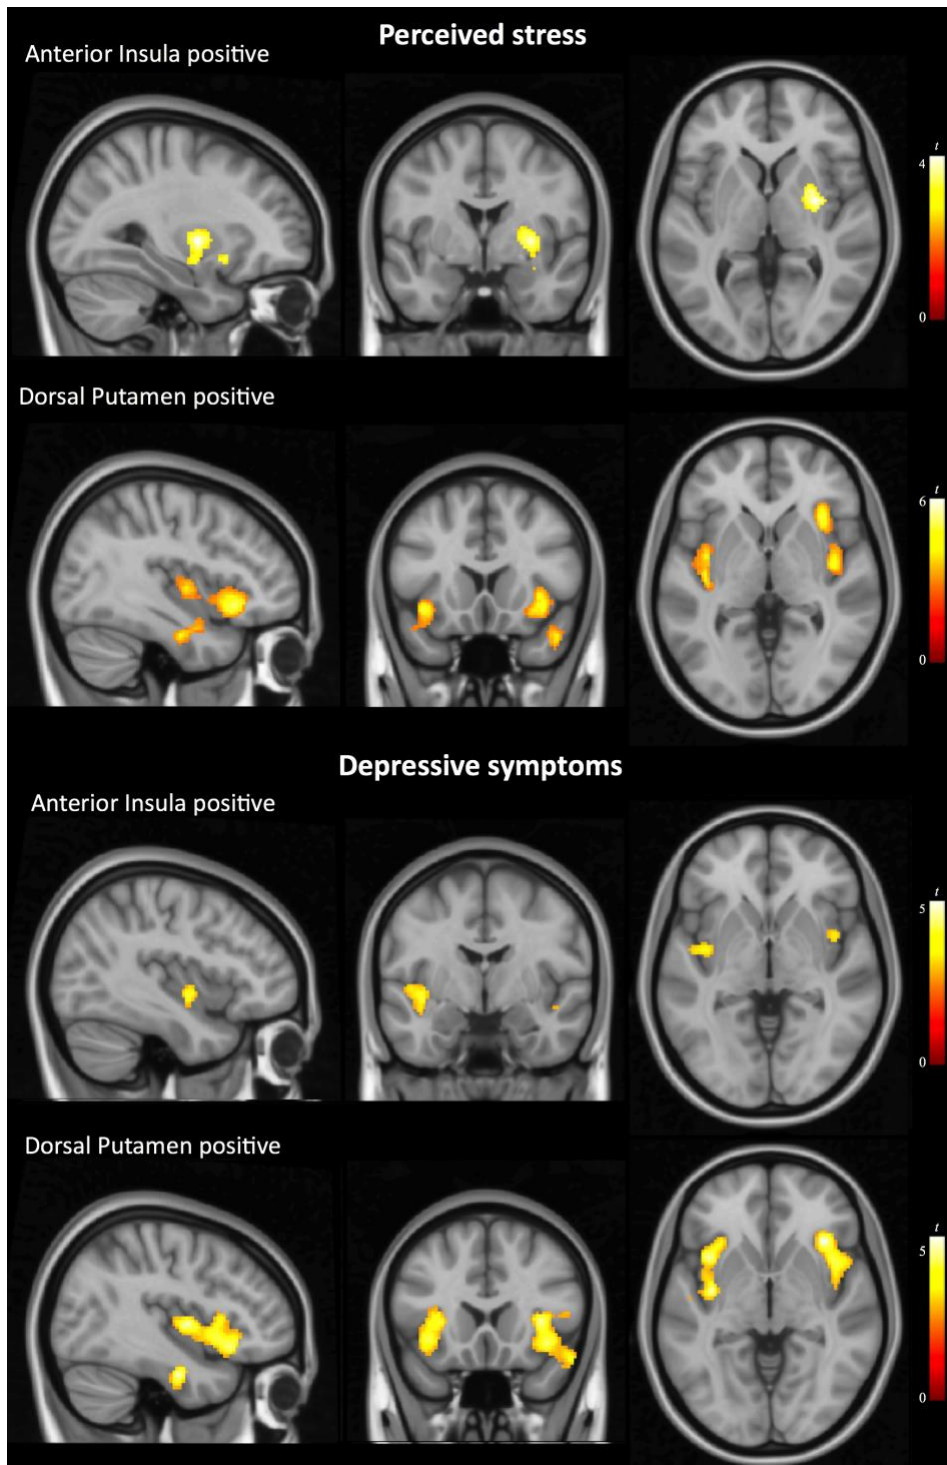 Perceived stress
Anterior Insula positive
t
4
0
Dorsal Putamen positive
t
6
0
Depressive symptoms
Anterior Insula positive
t
5
0
Dorsal Putamen positive
t
5
0